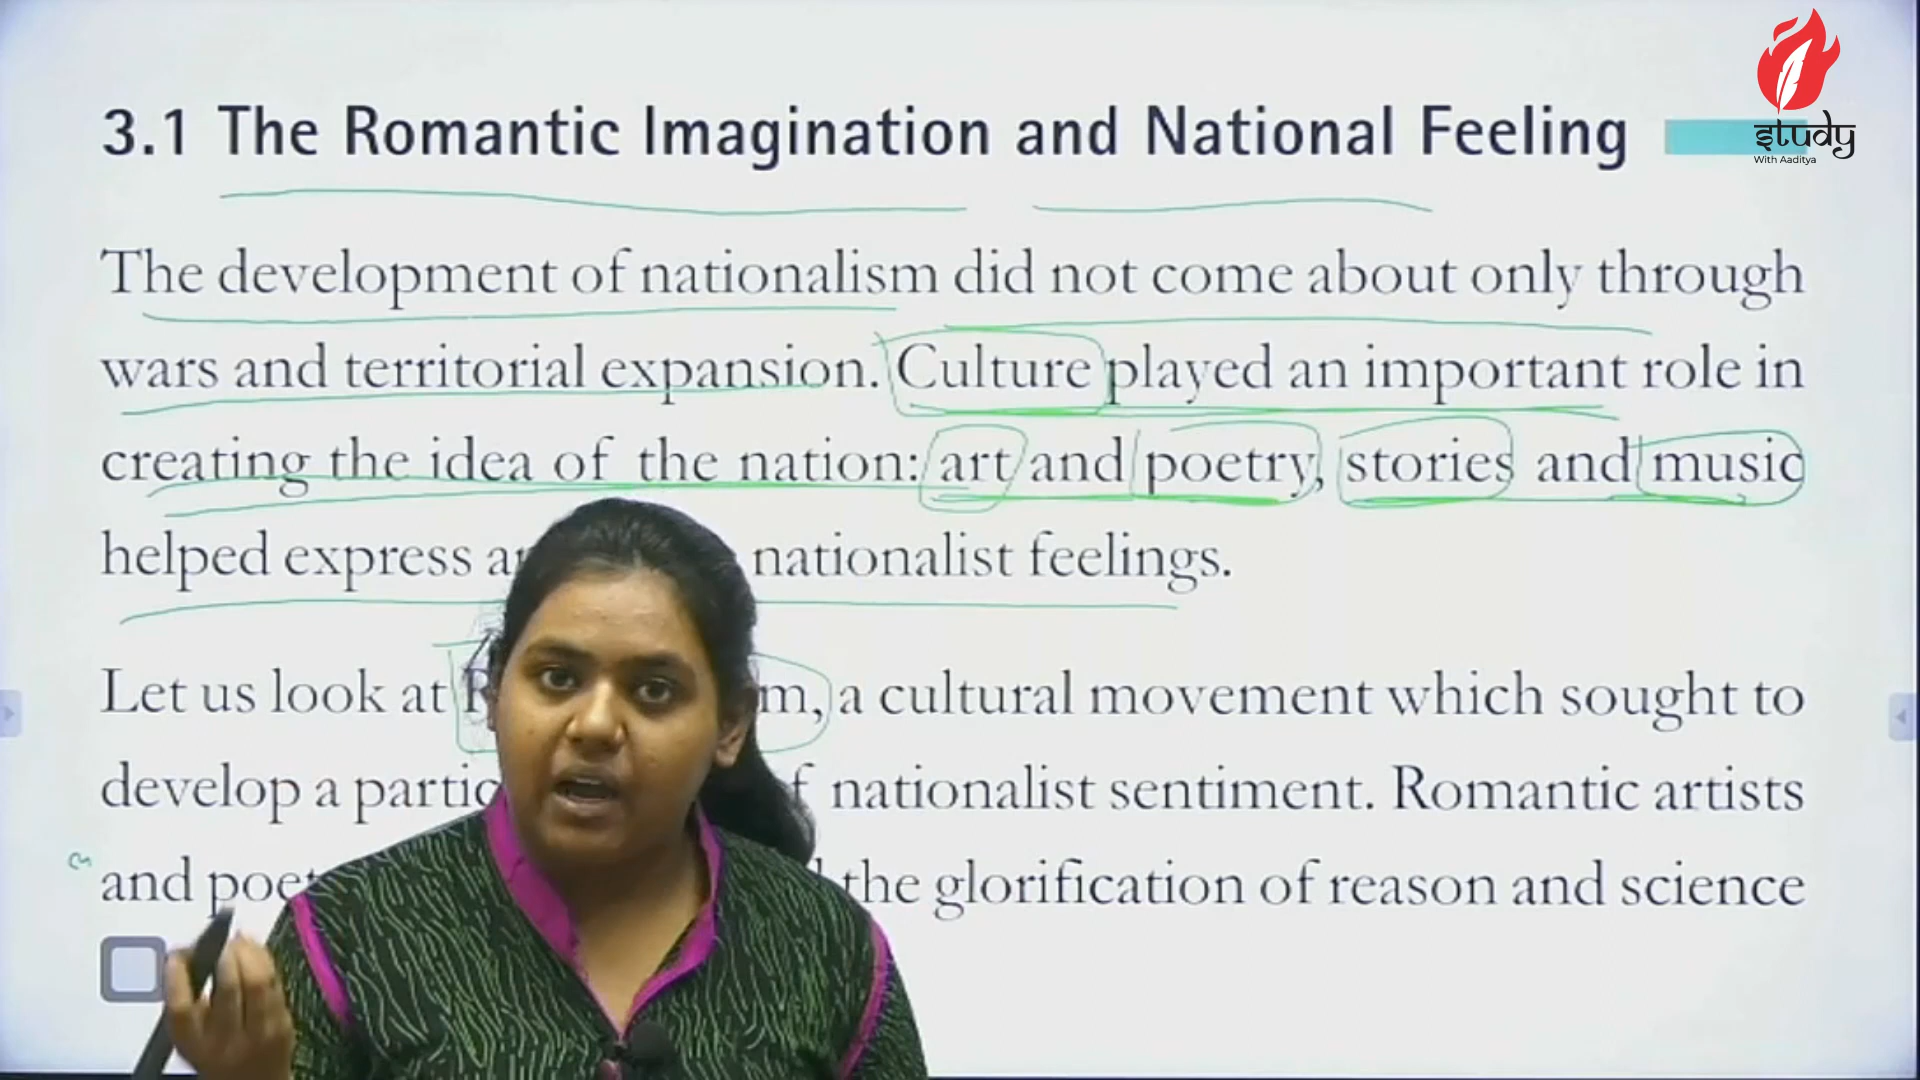 study
With Aaditya
3.1 The Romantic Imagination and National Feeling
The development of nationalism did not come about only through
wars and territorial expansion. Culture played an important role in
creating the idea of the nation: art and poetry, stories and music
helped express nationalist feelings.
Let us look at a cultural movement which sought to
develop a nationalist sentiment. Romantic artists
and the glorification of reason and science